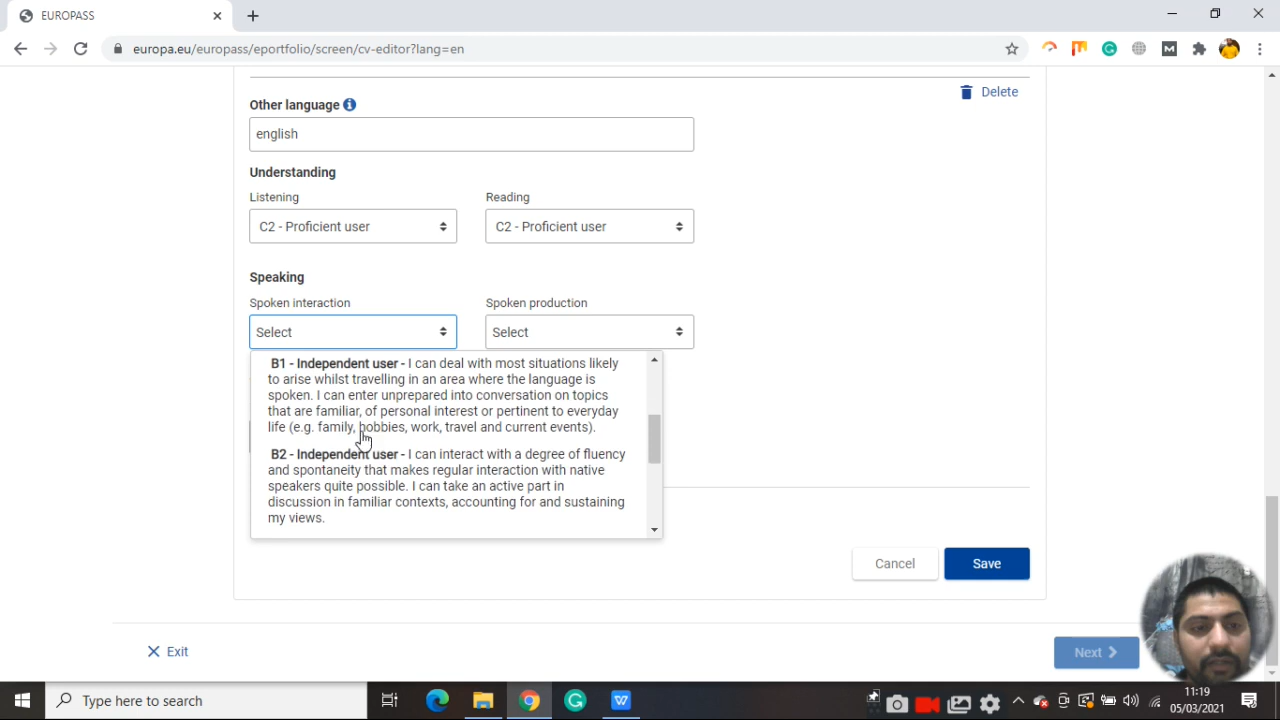 EUROPASS
europa.eu/europass/eportfolio/screen/cv-editor?lang=en
Delete
Other language
english
Understanding
Listening
Reading
C2 - Proficient user
C2 - Proficient user
Speaking
Spoken interaction
Spoken production
Select
Select
B1 - Independent user - I can deal with most situations likely
to arise whilst travelling in an area where the language is
spoken. I can enter unprepared into conversation on topics
that are familiar, of personal interest or pertinent to everyday
life (e.g. family, hobbies, work, travel and current events).
B2 - Independent user - I can interact with a degree of fluency
and spontaneity that makes regular interaction with native
speakers quite possible. I can take an active part in
discussion in familiar contexts, accounting for and sustaining
my views.
Cancel
Save
Exit
Next
Type here to search
11:19
05/03/2021